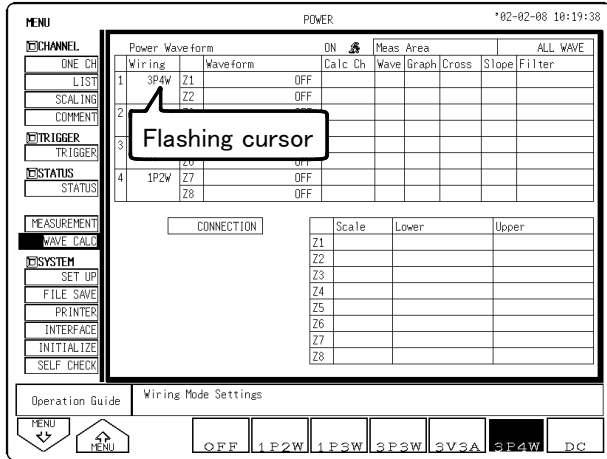 MENU POWER '02-02-08 10:19:38
CHANNEL
ONE CH
LIST
SCALING
COMMENT
TRIGGER
TRIGGER
STATUS
STATUS
MEASUREMENT
WAVE CALC
SYSTEM
SET UP
FILE SAVE
PRINTER
INTERFACE
INITIALIZE
SELF CHECK
Power Waveform ON Meas Area ALL WAVE
Wiring Waveform Calc Ch Wave Graph Cross Slope Filter
1 3P4W Z1 OFF
Z2 OFF
2
Flashing cursor
3
4 1P2W Z7 OFF
Z8 OFF
CONNECTION
Scale Lower Upper
Z1
Z2
Z3
Z4
Z5
Z6
Z7
Z8
Operation Guide Wiring Mode Settings
MENU
MENU
OFF 1P2W 1P3W 3P3W 3V3A 3P4W DC